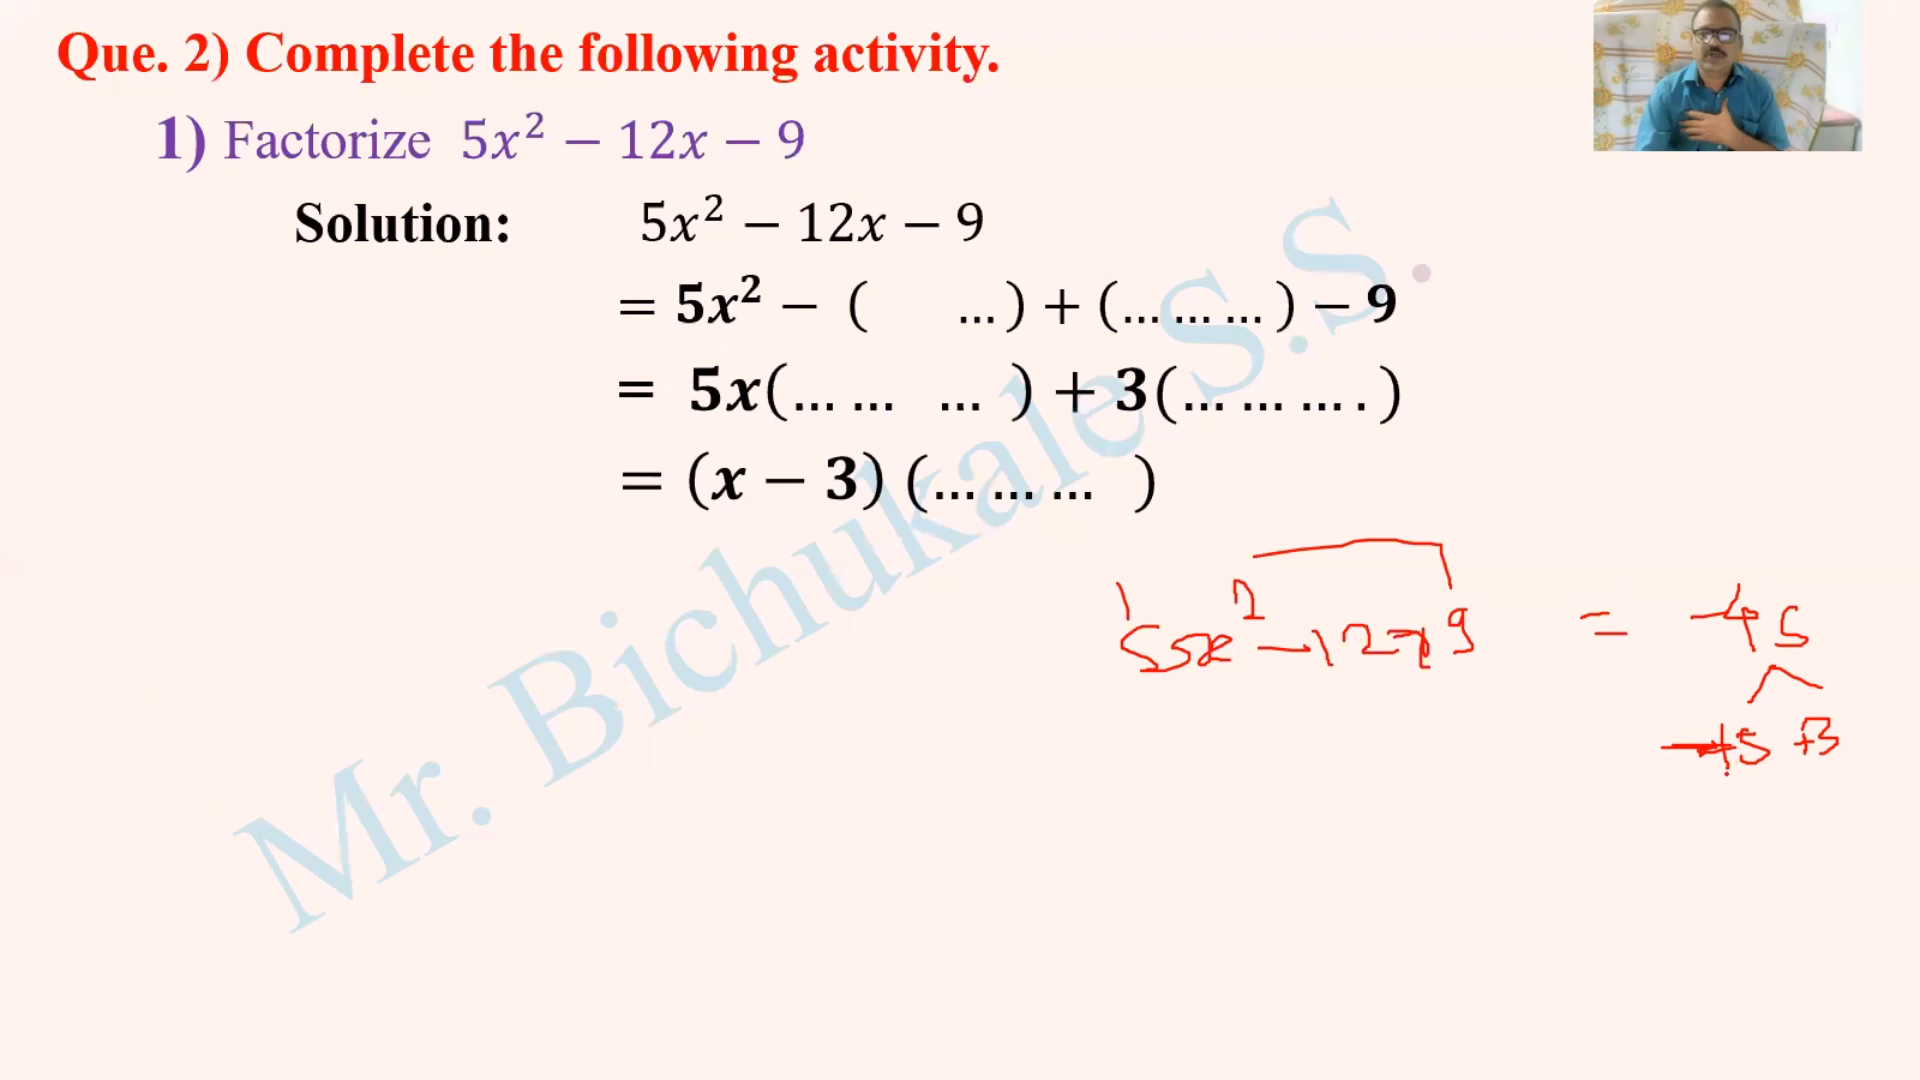 Que. 2) Complete the following activity.
1) Factorize 5x² − 12x − 9
Solution: 5x² − 12x − 9
= 5x² − ( ...) + (... ... ...) − 9
= 5x(... ... ... ) + 3(... ... ... .)
= (x − 3) (... ... ... )
5x² − 12x 9 = −45
−15 +3
Mr. Bichukale S.S.